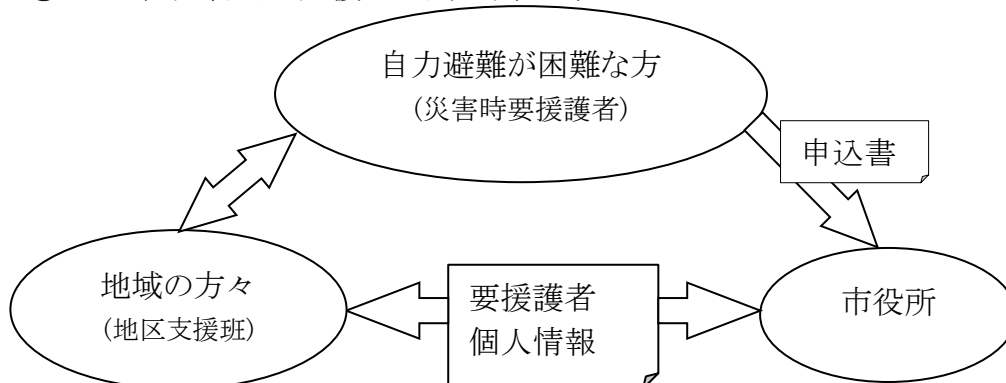 自力避難が困難な方
(災害時要援護者)
申込書
地域の方々
(地区支援班)
要援護者
個人情報
市役所